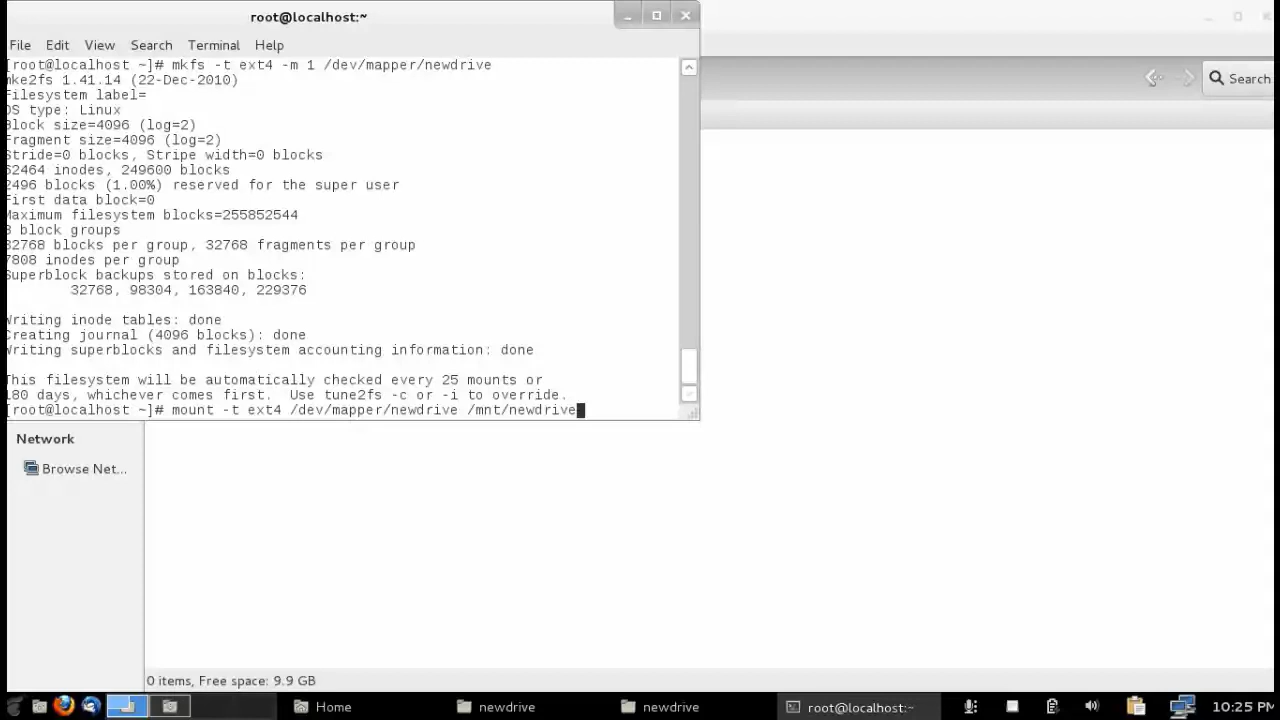 root@localhost:~
File Edit View Search Terminal Help
[root@localhost ~]# mkfs -t ext4 -m 1 /dev/mapper/newdrive
mke2fs 1.41.14 (22-Dec-2010)
Filesystem label=
OS type: Linux
Block size=4096 (log=2)
Fragment size=4096 (log=2)
Stride=0 blocks, Stripe width=0 blocks
62464 inodes, 249600 blocks
2496 blocks (1.00%) reserved for the super user
First data block=0
Maximum filesystem blocks=255852544
8 block groups
32768 blocks per group, 32768 fragments per group
7808 inodes per group
Superblock backups stored on blocks:
32768, 98304, 163840, 229376
Writing inode tables: done
Creating journal (4096 blocks): done
Writing superblocks and filesystem accounting information: done
This filesystem will be automatically checked every 25 mounts or
180 days, whichever comes first.  Use tune2fs -c or -i to override.
[root@localhost ~]# mount -t ext4 /dev/mapper/newdrive /mnt/newdrive
Search
Network
Browse Net...
0 items, Free space: 9.9 GB
Home newdrive newdrive root@localhost:~ 10:25 PM